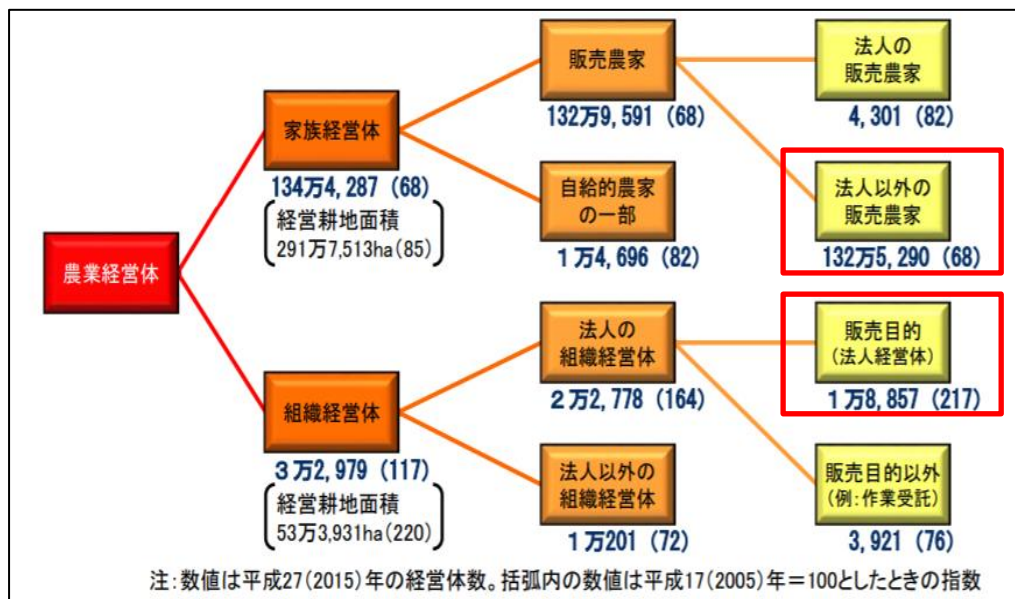 農業経営体
家族経営体
134万4,287 (68)
経営耕地面積
291万7,513ha(85)
組織経営体
3万2,979 (117)
経営耕地面積
53万3,931ha(220)
販売農家
132万9,591 (68)
自給的農家
の一部
1万4,696 (82)
法人の
組織経営体
2万2,778 (164)
法人以外の
組織経営体
1万201 (72)
法人の
販売農家
4,301 (82)
法人以外の
販売農家
132万5,290 (68)
販売目的
(法人経営体)
1万8,857 (217)
販売目的以外
(例:作業受託)
3,921 (76)
注:数値は平成27(2015)年の経営体数。括弧内の数値は平成17(2005)年=100としたときの指数